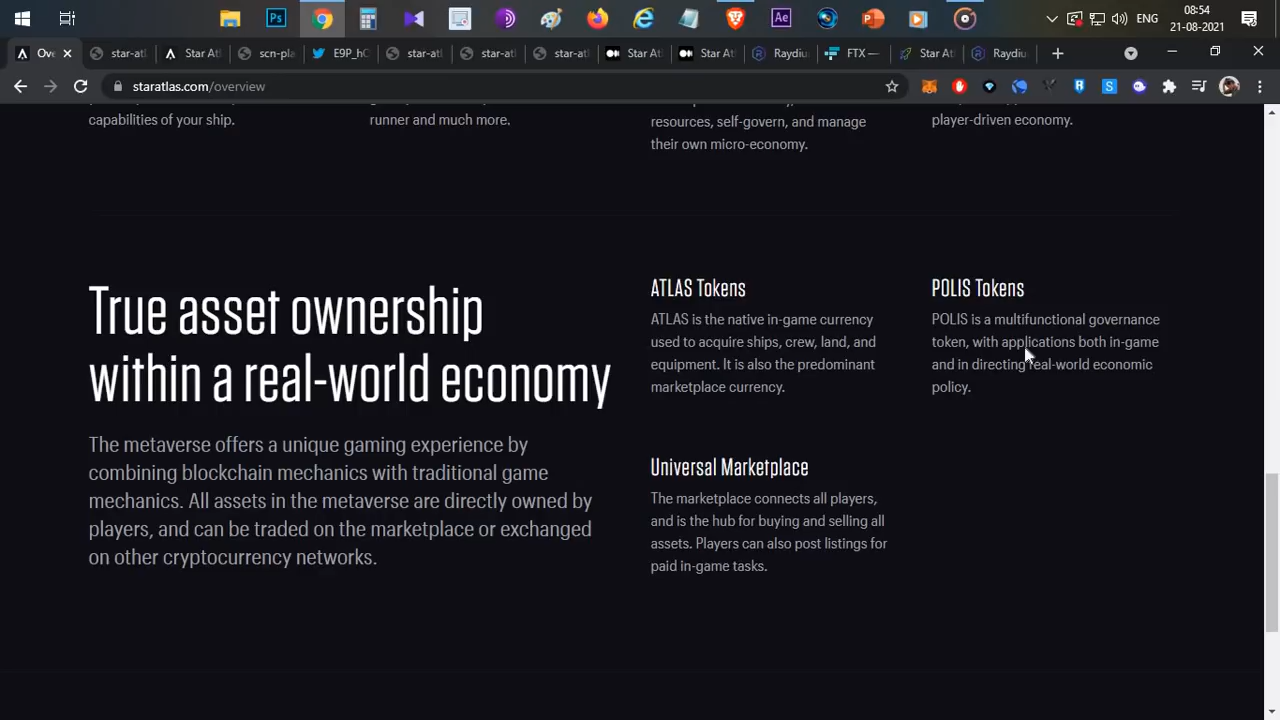 08:54
ENG
21-08-2021
Ps
Ae
Ove
star-atl
Star At
star-atl
scn-pla
E9P_hC
star-atl
star-atl
star-atl
Star At
Star At
Raydiu
FTX —
Star At
Raydiu
staratlas.com/overview
capabilities of your ship.
runner and much more.
resources, self-govern, and manage
their own micro-economy.
player-driven economy.
True asset ownership
within a real-world economy
The metaverse offers a unique gaming experience by
combining blockchain mechanics with traditional game
mechanics. All assets in the metaverse are directly owned by
players, and can be traded on the marketplace or exchanged
on other cryptocurrency networks.
ATLAS Tokens
ATLAS is the native in-game currency
used to acquire ships, crew, land, and
equipment. It is also the predominant
marketplace currency.
POLIS Tokens
POLIS is a multifunctional governance
token, with applications both in-game
and in directing real-world economic
policy.
Universal Marketplace
The marketplace connects all players,
and is the hub for buying and selling all
assets. Players can also post listings for
paid in-game tasks.